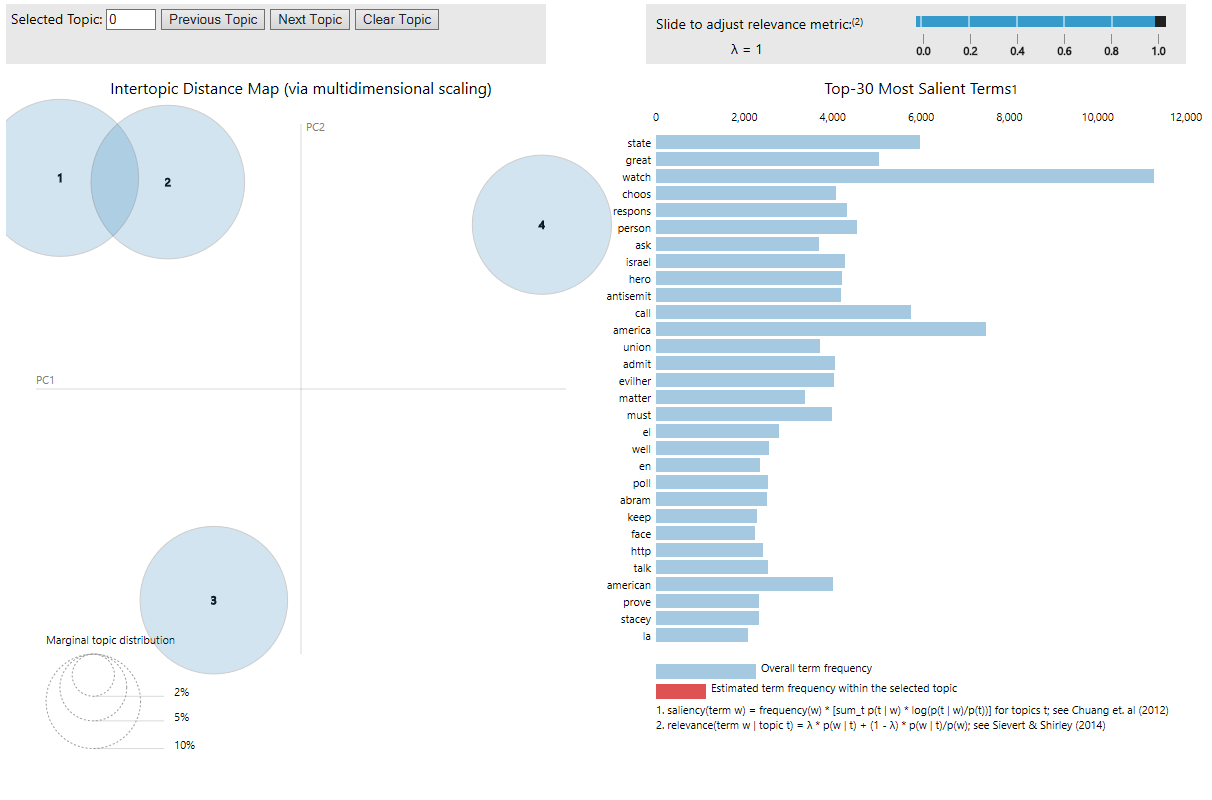 Selected Topic: 0 Previous Topic Next Topic Clear Topic
Slide to adjust relevance metric:(2)
λ = 1
0.0 0.2 0.4 0.6 0.8 1.0
Intertopic Distance Map (via multidimensional scaling)
PC2
PC1
1
2
4
3
Marginal topic distribution
2%
5%
10%
Top-30 Most Salient Terms1
0 2,000 4,000 6,000 8,000 10,000 12,000
state
great
watch
choos
respons
person
ask
israel
hero
antisemit
call
america
union
admit
evilher
matter
must
el
well
en
poll
abram
keep
face
http
talk
american
prove
stacey
la
Overall term frequency
Estimated term frequency within the selected topic
1. saliency(term w) = frequency(w) * [sum_t p(t | w) * log(p(t | w)/p(t))] for topics t; see Chuang et. al (2012)
2. relevance(term w | topic t) = λ * p(w | t) + (1 - λ) * p(w | t)/p(w); see Sievert & Shirley (2014)